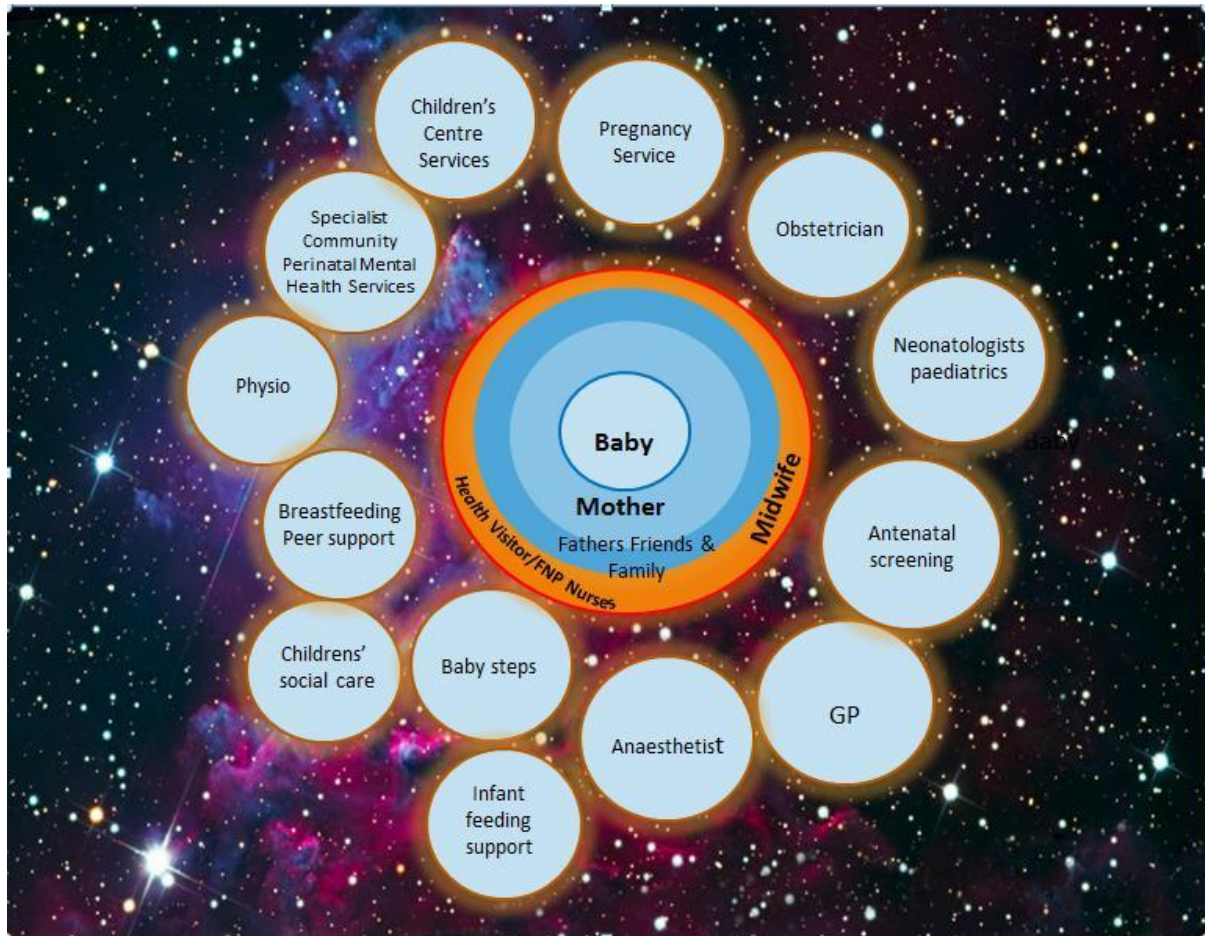 Children's
Centre
Services
Pregnancy
Service
Obstetrician
Specialist
Community
Perinatal Mental
Health Services
Neonatologists
paediatrics
Physio
Baby
Baby
Mother
Fathers Friends &
Family
Midwife
Health Visitor/FNP Nurses
Breastfeeding
Peer support
Antenatal
screening
Childrens'
social care
Baby steps
GP
Anaesthetist
Infant
feeding
support